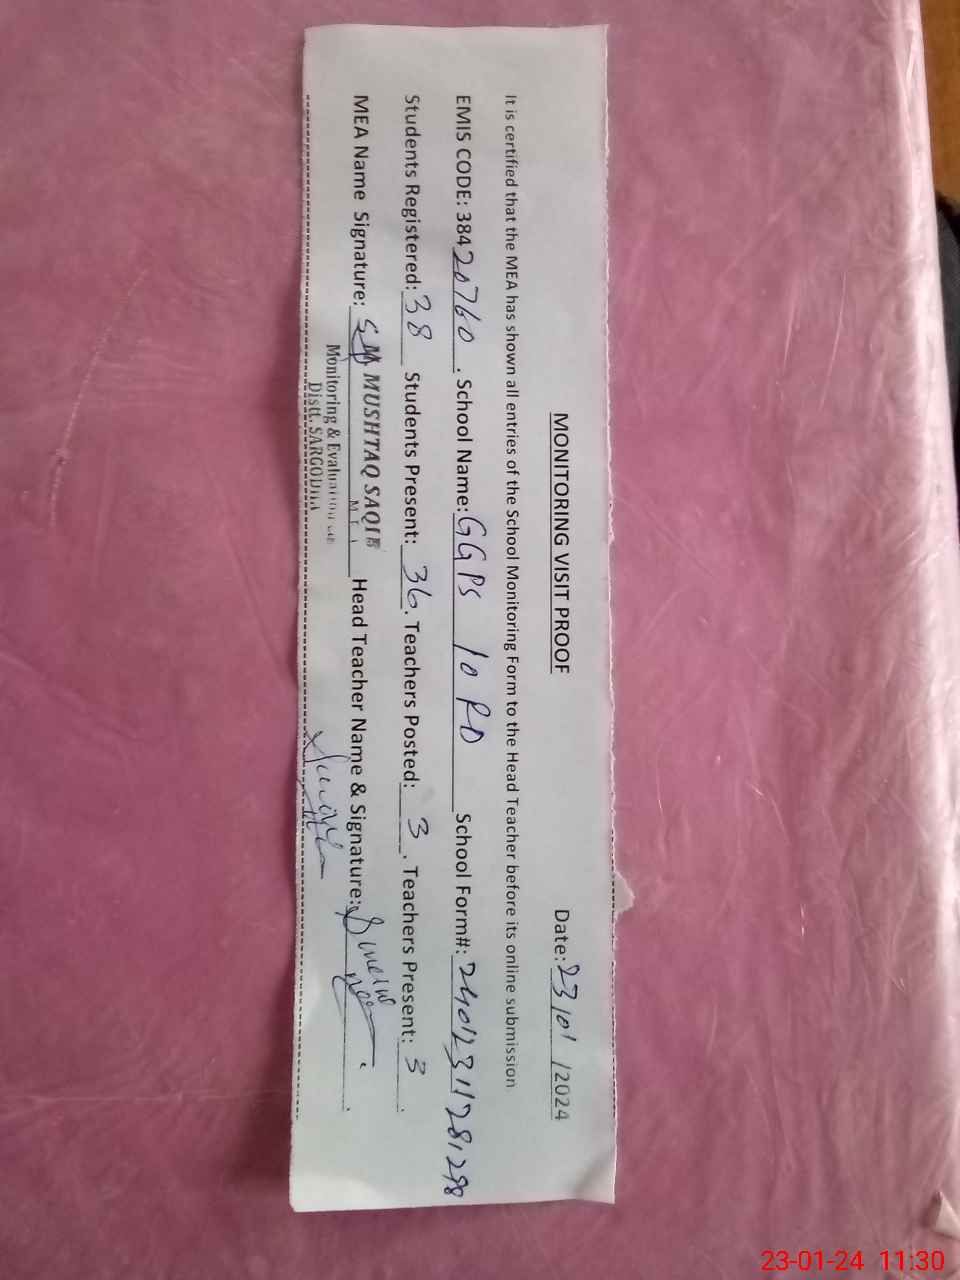 MONITORING VISIT PROOF Date: 23/01/2024
It is certified that the MEA has shown all entries of the School Monitoring Form to the Head Teacher before its online submission
EMIS CODE: 38420760. School Name: GGPS 10 RD School Form#: 24012311281298
Students Registered: 38 Students Present: 36. Teachers Posted: 3. Teachers Present: 3.
MEA Name Signature: MUSHTAQ SAQIB Head Teacher Name & Signature:
Monitoring & Evaluation
Distt. SARGODHA
23-01-24 11:30